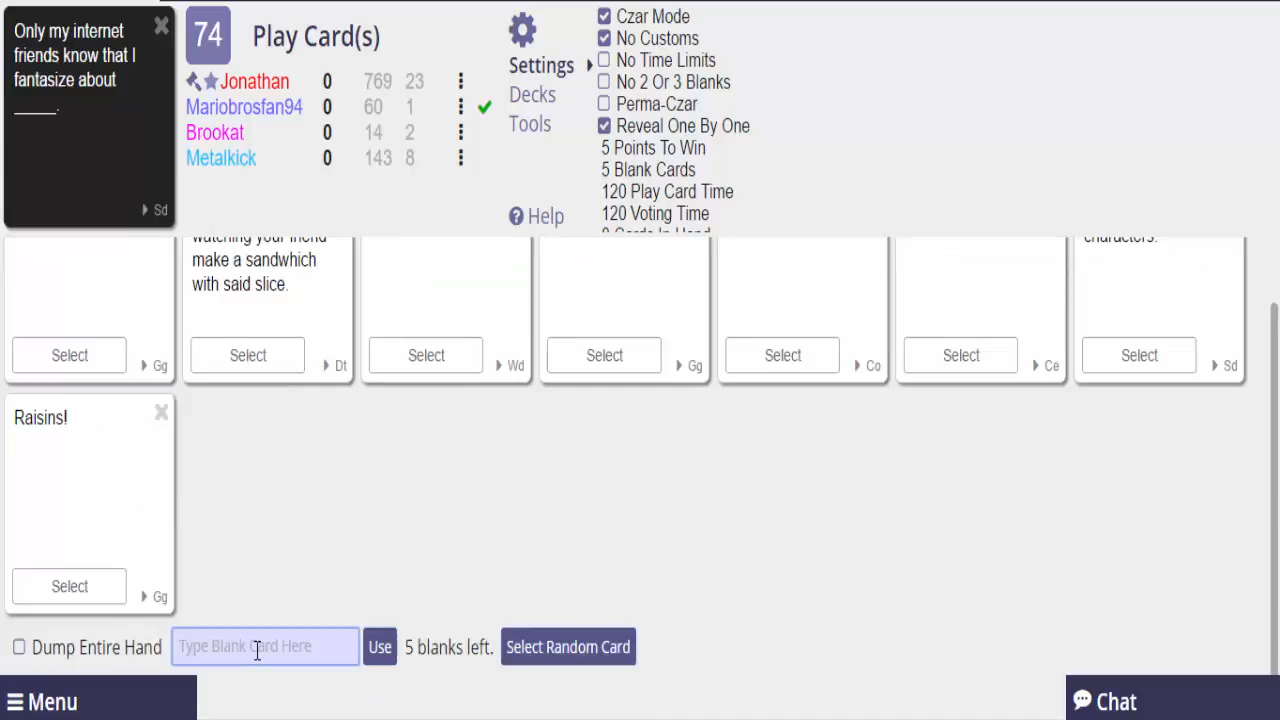 Only my internet
friends know that I
fantasize about
_____.
Sd
74
Play Card(s)
Jonathan 0 769 23
Mariobrosfan94 0 60 1
Brookat 0 14 2
Metalkick 0 143 8
Settings
Decks
Tools
Help
Czar Mode
No Customs
No Time Limits
No 2 Or 3 Blanks
Perma-Czar
Reveal One By One
5 Points To Win
5 Blank Cards
120 Play Card Time
120 Voting Time
watching your friend
make a sandwhich
with said slice.
characters.
Select Select Select Select Select Select Select
Gg Dt Wd Gg Co Ce Sd
Raisins!
Select
Gg
Dump Entire Hand Type Blank Card Here Use 5 blanks left. Select Random Card
Menu
Chat